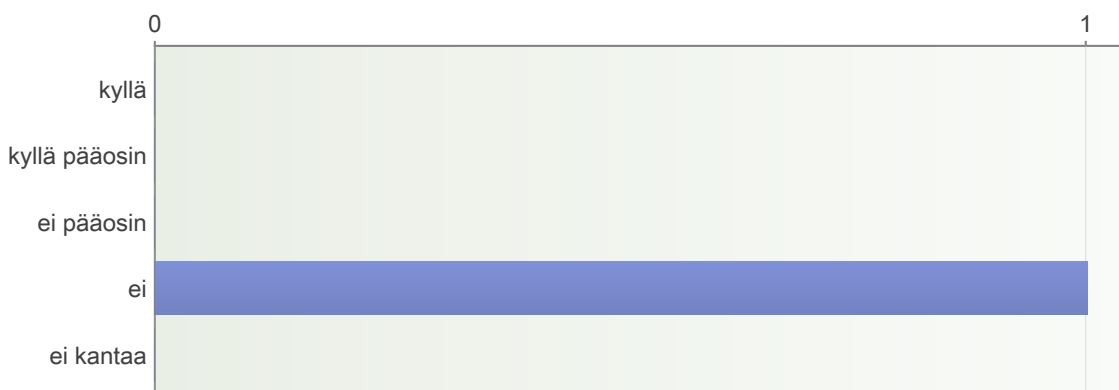 0 1
kyllä
kyllä pääosin
ei pääosin
ei
ei kantaa